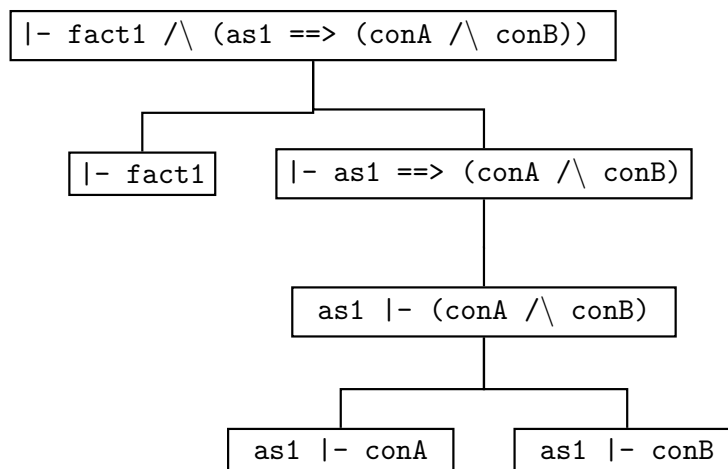 |- fact1 /\ (as1 ==> (conA /\ conB))
|- fact1
|- as1 ==> (conA /\ conB)
as1 |- (conA /\ conB)
as1 |- conA
as1 |- conB